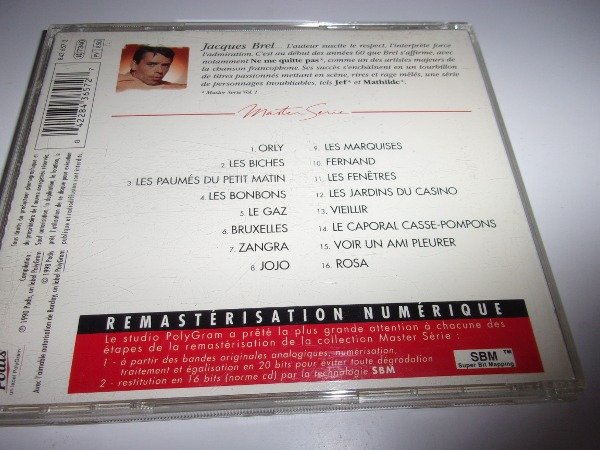 Jacques Brel... L'auteur suscite le respect, l'interprète force
l'admiration. C'est au début des années 60 que Brel s'affirme, avec
notamment Ne me quitte pas*, comme un des artistes majeurs de
la chanson francophone. Ses succès s'enchaînent en un tourbillon
de titres passionnés mettant en scène, rires et rage mêlés, une série
de personnages inoubliables, tels Jef* et Mathilde*.
* Master Série Vol. 1
Master Serie
1. ORLY
2. LES BICHES
3. LES PAUMÉS DU PETIT MATIN
4. LES BONBONS
5. LE GAZ
6. BRUXELLES
7. ZANGRA
8. JOJO
9. LES MARQUISES
10. FERNAND
11. LES FENÊTRES
12. LES JARDINS DU CASINO
13. VIEILLIR
14. LE CAPORAL CASSE-POMPONS
15. VOIR UN AMI PLEURER
16. ROSA
REMASTÉRISATION NUMÉRIQUE
Le studio PolyGram a prêté la plus grande attention à chacune des
étapes de la remastérisation de la collection Master Série :
1 - à partir des bandes originales analogiques, numérisation,
traitement et égalisation en 20 bits pour éviter toute dégradation
2 - restitution en 16 bits (norme cd) par la technologie SBM
SBM™
Super Bit Mapping